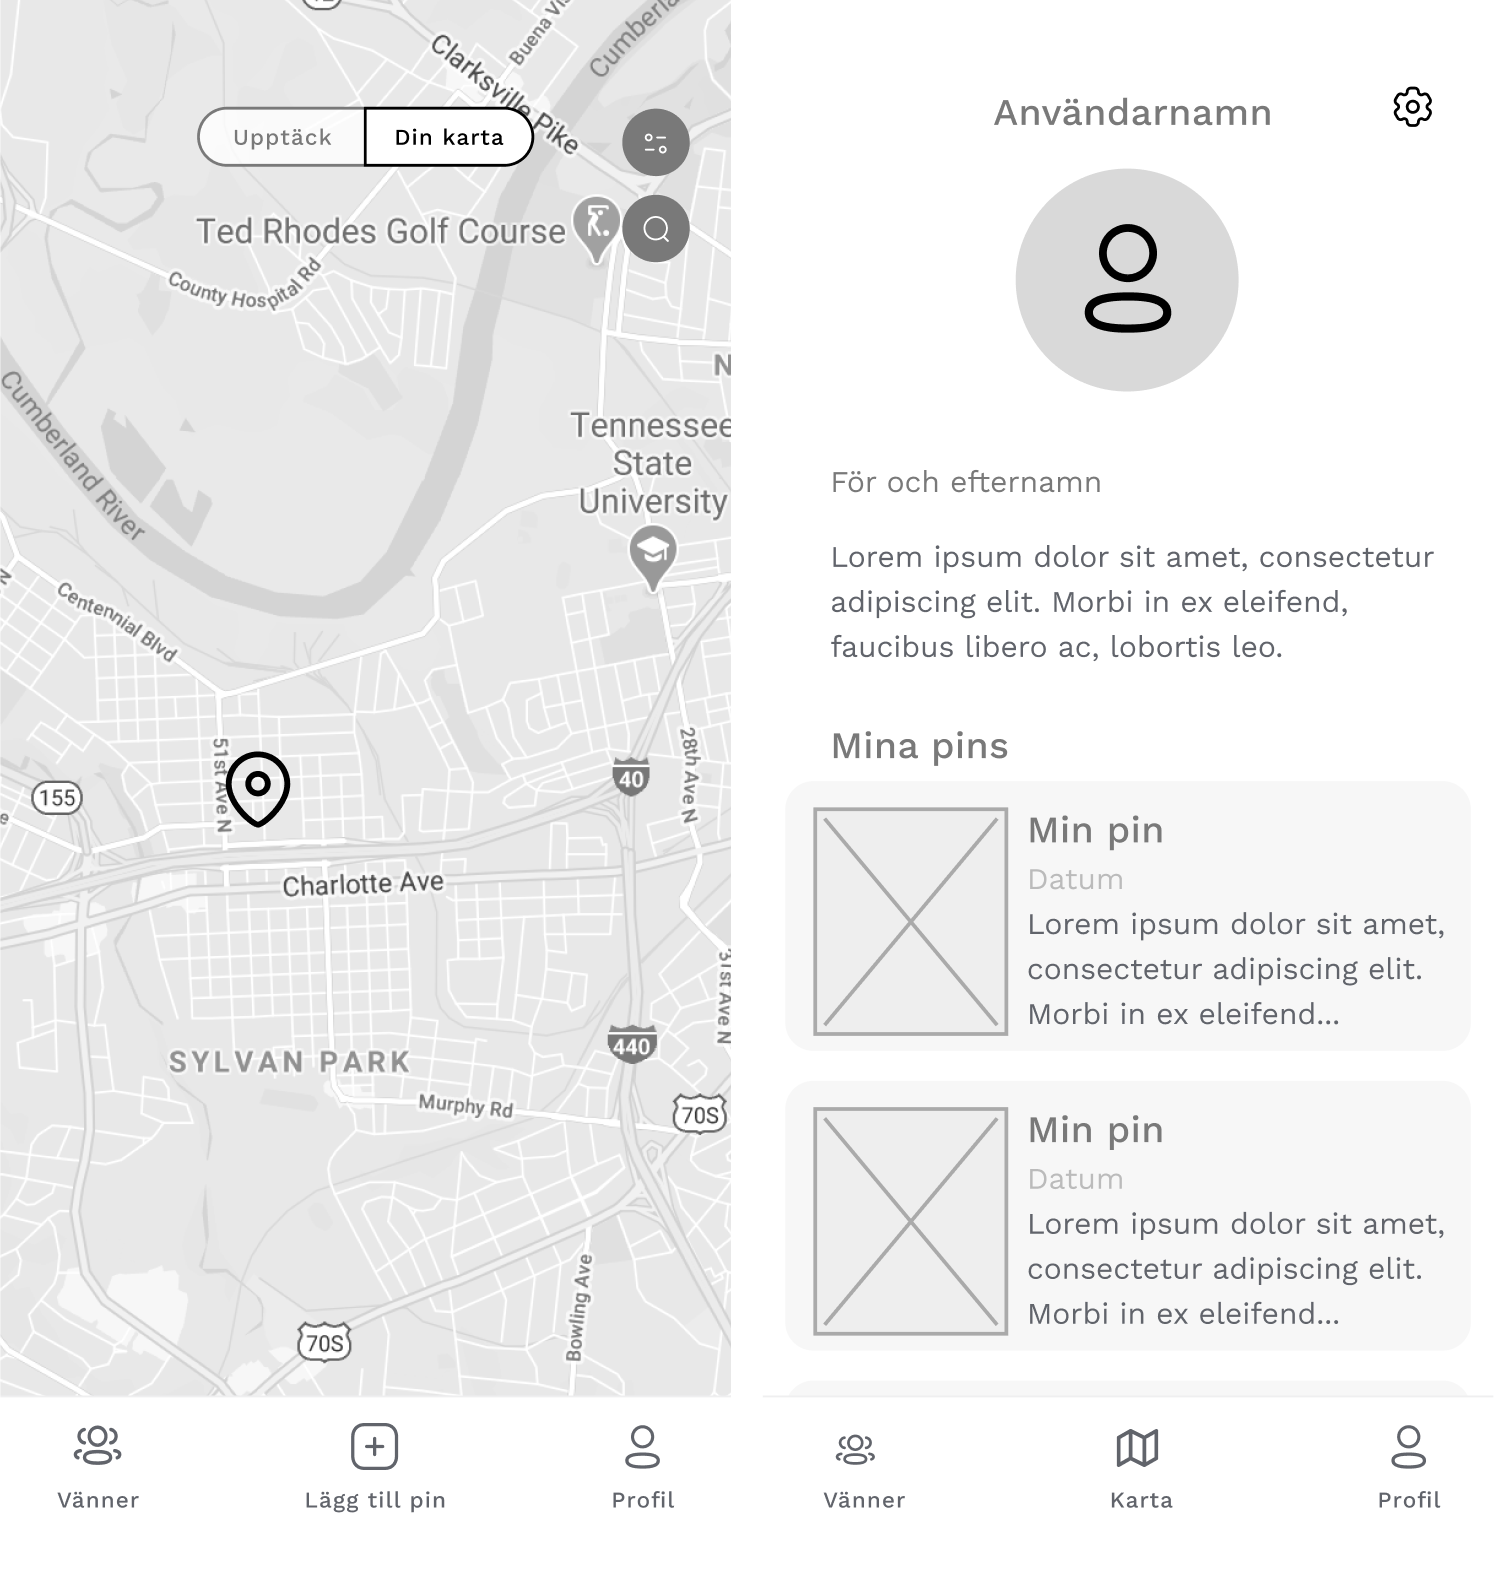 Clarksville Pike
Buena
Cumberla
Upptäck
Din karta
Ted Rhodes Golf Course
County Hospital Rd
N
Cumberland River
Tennessee
State
University
N
Centennial Blvd
51st Ave N
28th Ave N
40
155
e
Charlotte Ave
31st Ave N
440
SYLVAN PARK
Murphy Rd
70S
Bowling Ave
70S
Vänner
Lägg till pin
Profil
Användarnamn
För och efternamn
Lorem ipsum dolor sit amet, consectetur
adipiscing elit. Morbi in ex eleifend,
faucibus libero ac, lobortis leo.
Mina pins
Min pin
Datum
Lorem ipsum dolor sit amet,
consectetur adipiscing elit.
Morbi in ex eleifend...
Min pin
Datum
Lorem ipsum dolor sit amet,
consectetur adipiscing elit.
Morbi in ex eleifend...
Vänner
Karta
Profil